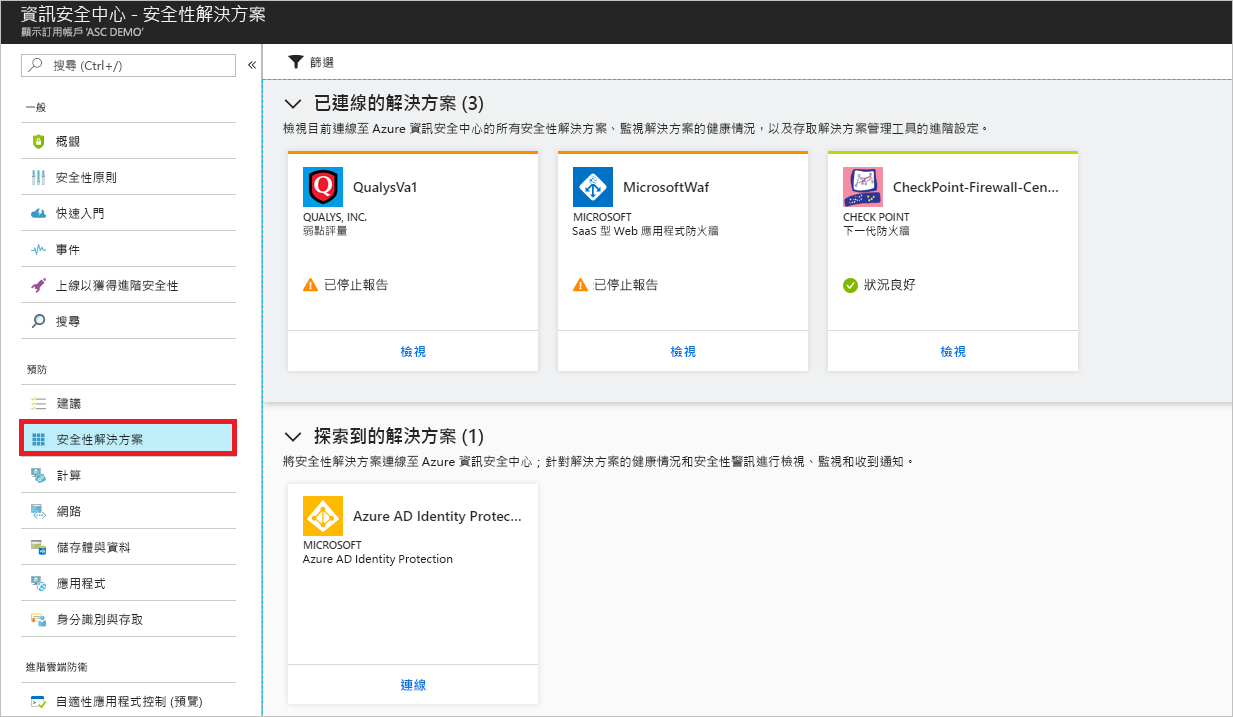 資訊安全中心 - 安全性解決方案
顯示訂用帳戶 'ASC DEMO'
搜尋 (Ctrl+/)
«
一般
概觀
安全性原則
快速入門
事件
上線以獲得進階安全性
搜尋
預防
建議
安全性解決方案
計算
網路
儲存體與資料
應用程式
身分識別與存取
進階雲端防衛
自適性應用程式控制 (預覽)
篩選
已連線的解決方案 (3)
檢視目前連線至 Azure 資訊安全中心的所有安全性解決方案、監視解決方案的健康情況，以及存取解決方案管理工具的進階設定。
QualysVa1
QUALYS, INC.
弱點評量
已停止報告
檢視
MicrosoftWaf
MICROSOFT
SaaS 型 Web 應用程式防火牆
已停止報告
檢視
CheckPoint-Firewall-Cen...
CHECK POINT
下一代防火牆
狀況良好
檢視
探索到的解決方案 (1)
將安全性解決方案連線至 Azure 資訊安全中心；針對解決方案的健康情況和安全性警訊進行檢視、監視和收到通知。
Azure AD Identity Protec...
MICROSOFT
Azure AD Identity Protection
連線